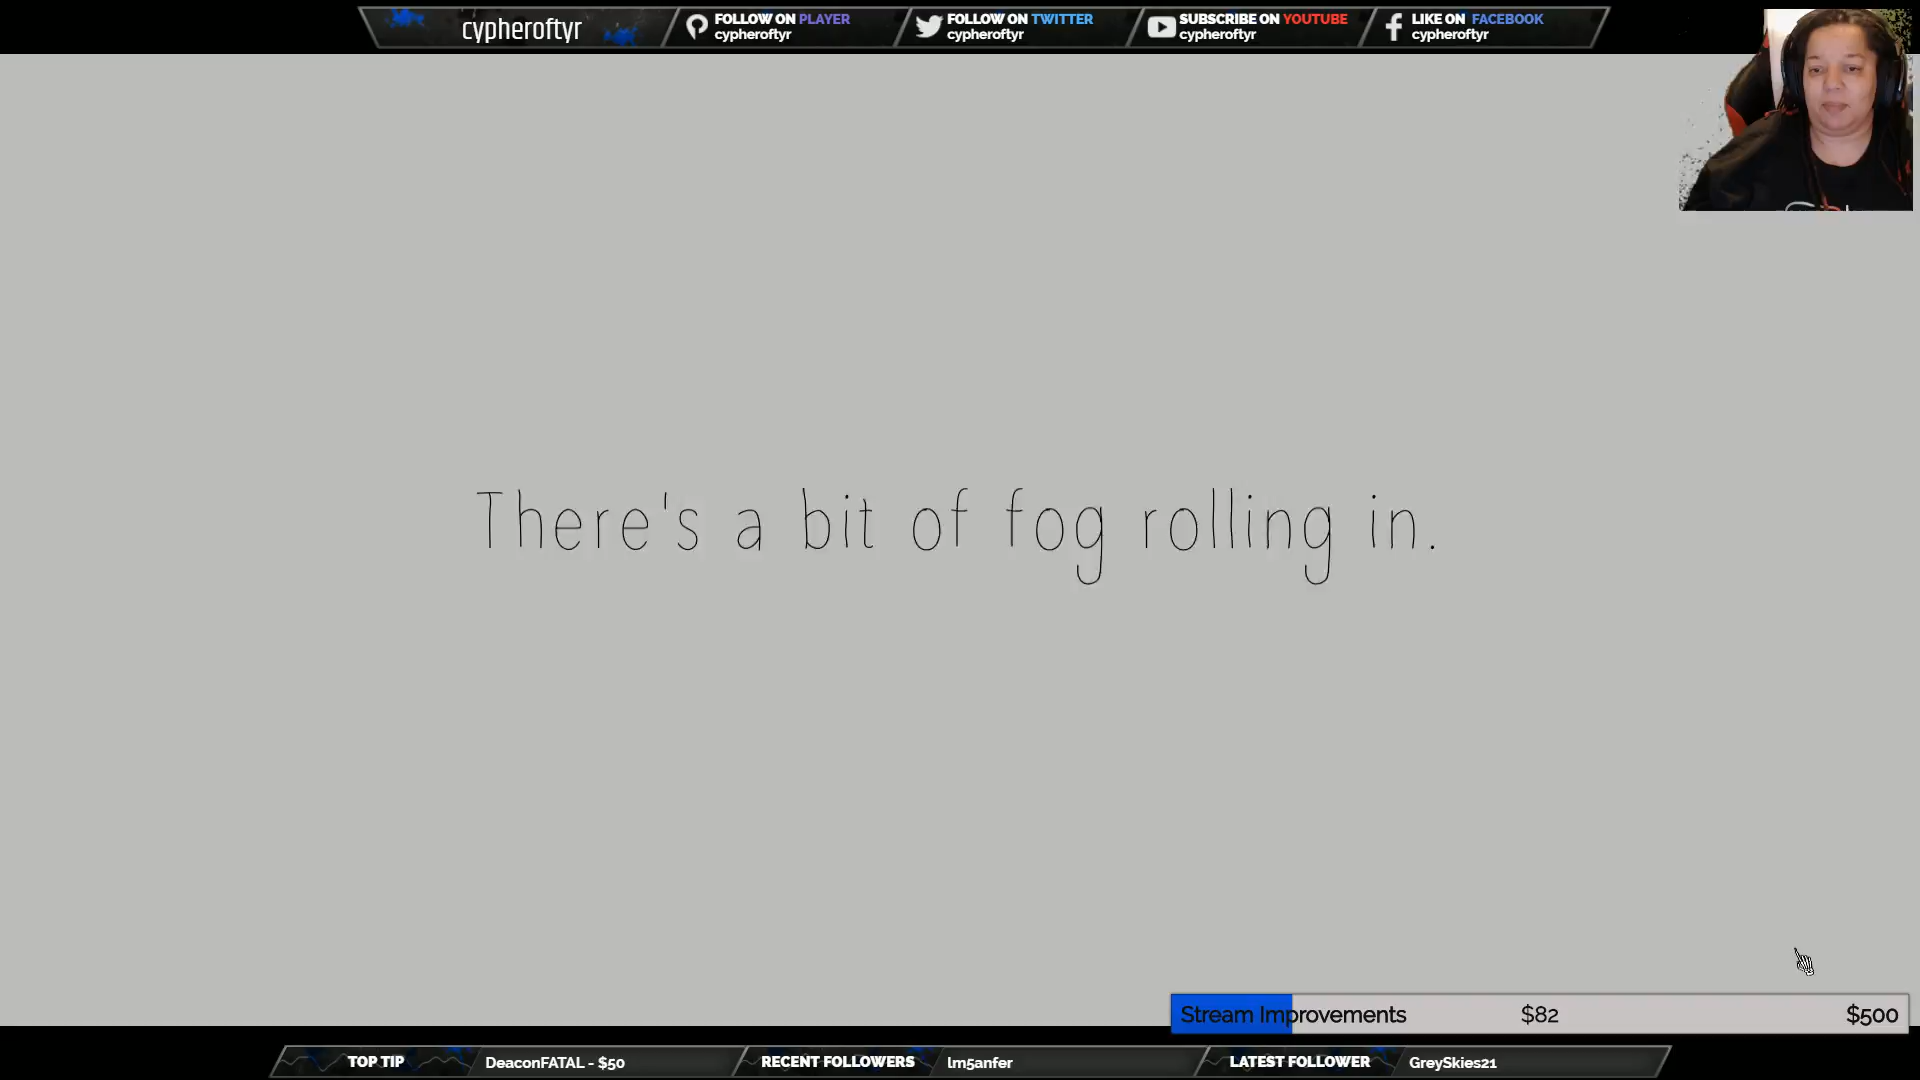 cypheroftyr
FOLLOW ON PLAYER
cypheroftyr
FOLLOW ON TWITTER
cypheroftyr
SUBSCRIBE ON YOUTUBE
cypheroftyr
LIKE ON FACEBOOK
cypheroftyr
There's a bit of fog rolling in.
Stream Improvements $82 $500
TOP TIP DeaconFATAL - $50 RECENT FOLLOWERS lm5anfer LATEST FOLLOWER GreySkies21